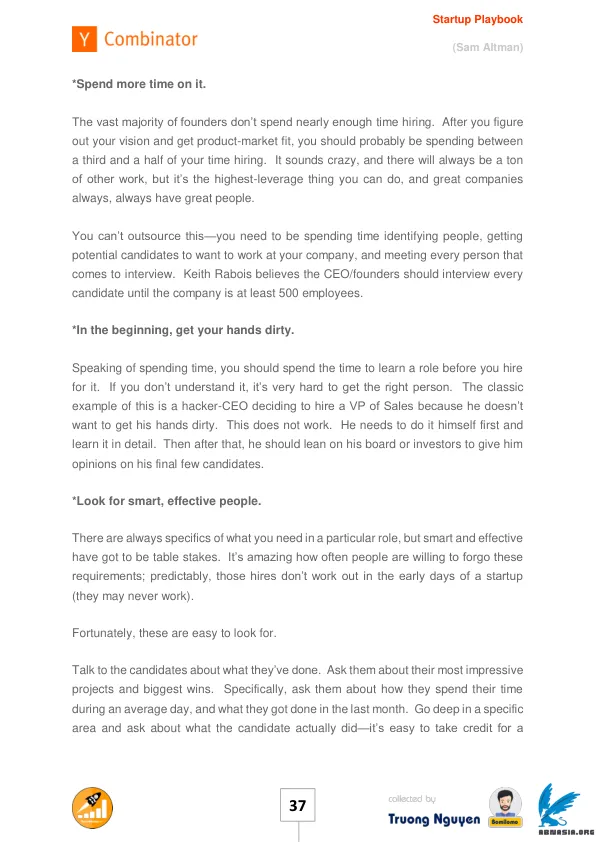 Startup Playbook
Y Combinator
(Sam Altman)
*Spend more time on it.
The vast majority of founders don’t spend nearly enough time hiring.  After you figure
out your vision and get product-market fit, you should probably be spending between
a third and a half of your time hiring.  It sounds crazy, and there will always be a ton
of other work, but it’s the highest-leverage thing you can do, and great companies
always, always have great people.
You can’t outsource this—you need to be spending time identifying people, getting
potential candidates to want to work at your company, and meeting every person that
comes to interview.  Keith Rabois believes the CEO/founders should interview every
candidate until the company is at least 500 employees.
*In the beginning, get your hands dirty.
Speaking of spending time, you should spend the time to learn a role before you hire
for it.  If you don’t understand it, it’s very hard to get the right person.  The classic
example of this is a hacker-CEO deciding to hire a VP of Sales because he doesn’t
want to get his hands dirty.  This does not work.  He needs to do it himself first and
learn it in detail.  Then after that, he should lean on his board or investors to give him
opinions on his final few candidates.
*Look for smart, effective people.
There are always specifics of what you need in a particular role, but smart and effective
have got to be table stakes.  It’s amazing how often people are willing to forgo these
requirements; predictably, those hires don’t work out in the early days of a startup
(they may never work).
Fortunately, these are easy to look for.
Talk to the candidates about what they’ve done.  Ask them about their most impressive
projects and biggest wins.  Specifically, ask them about how they spend their time
during an average day, and what they got done in the last month.  Go deep in a specific
area and ask about what the candidate actually did—it’s easy to take credit for a
37
collected by
Truong Nguyen
Somilama
ABNASIA.ORG